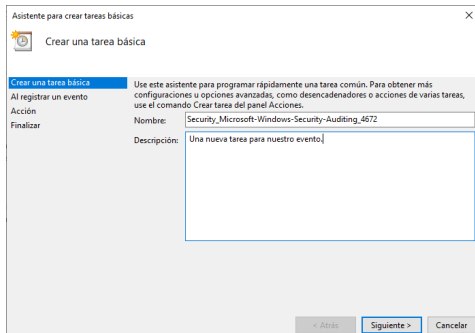 Asistente para crear tareas básicas
Crear una tarea básica
Crear una tarea básica
Al registrar un evento
Acción
Finalizar
Use este asistente para programar rápidamente una tarea común. Para obtener más
configuraciones u opciones avanzadas, como desencadenadores o acciones de varias tareas,
use el comando Crear tarea del panel Acciones.
Nombre: Security_Microsoft-Windows-Security-Auditing_4672
Descripción: Una nueva tarea para nuestro evento.
< Atrás Siguiente > Cancelar